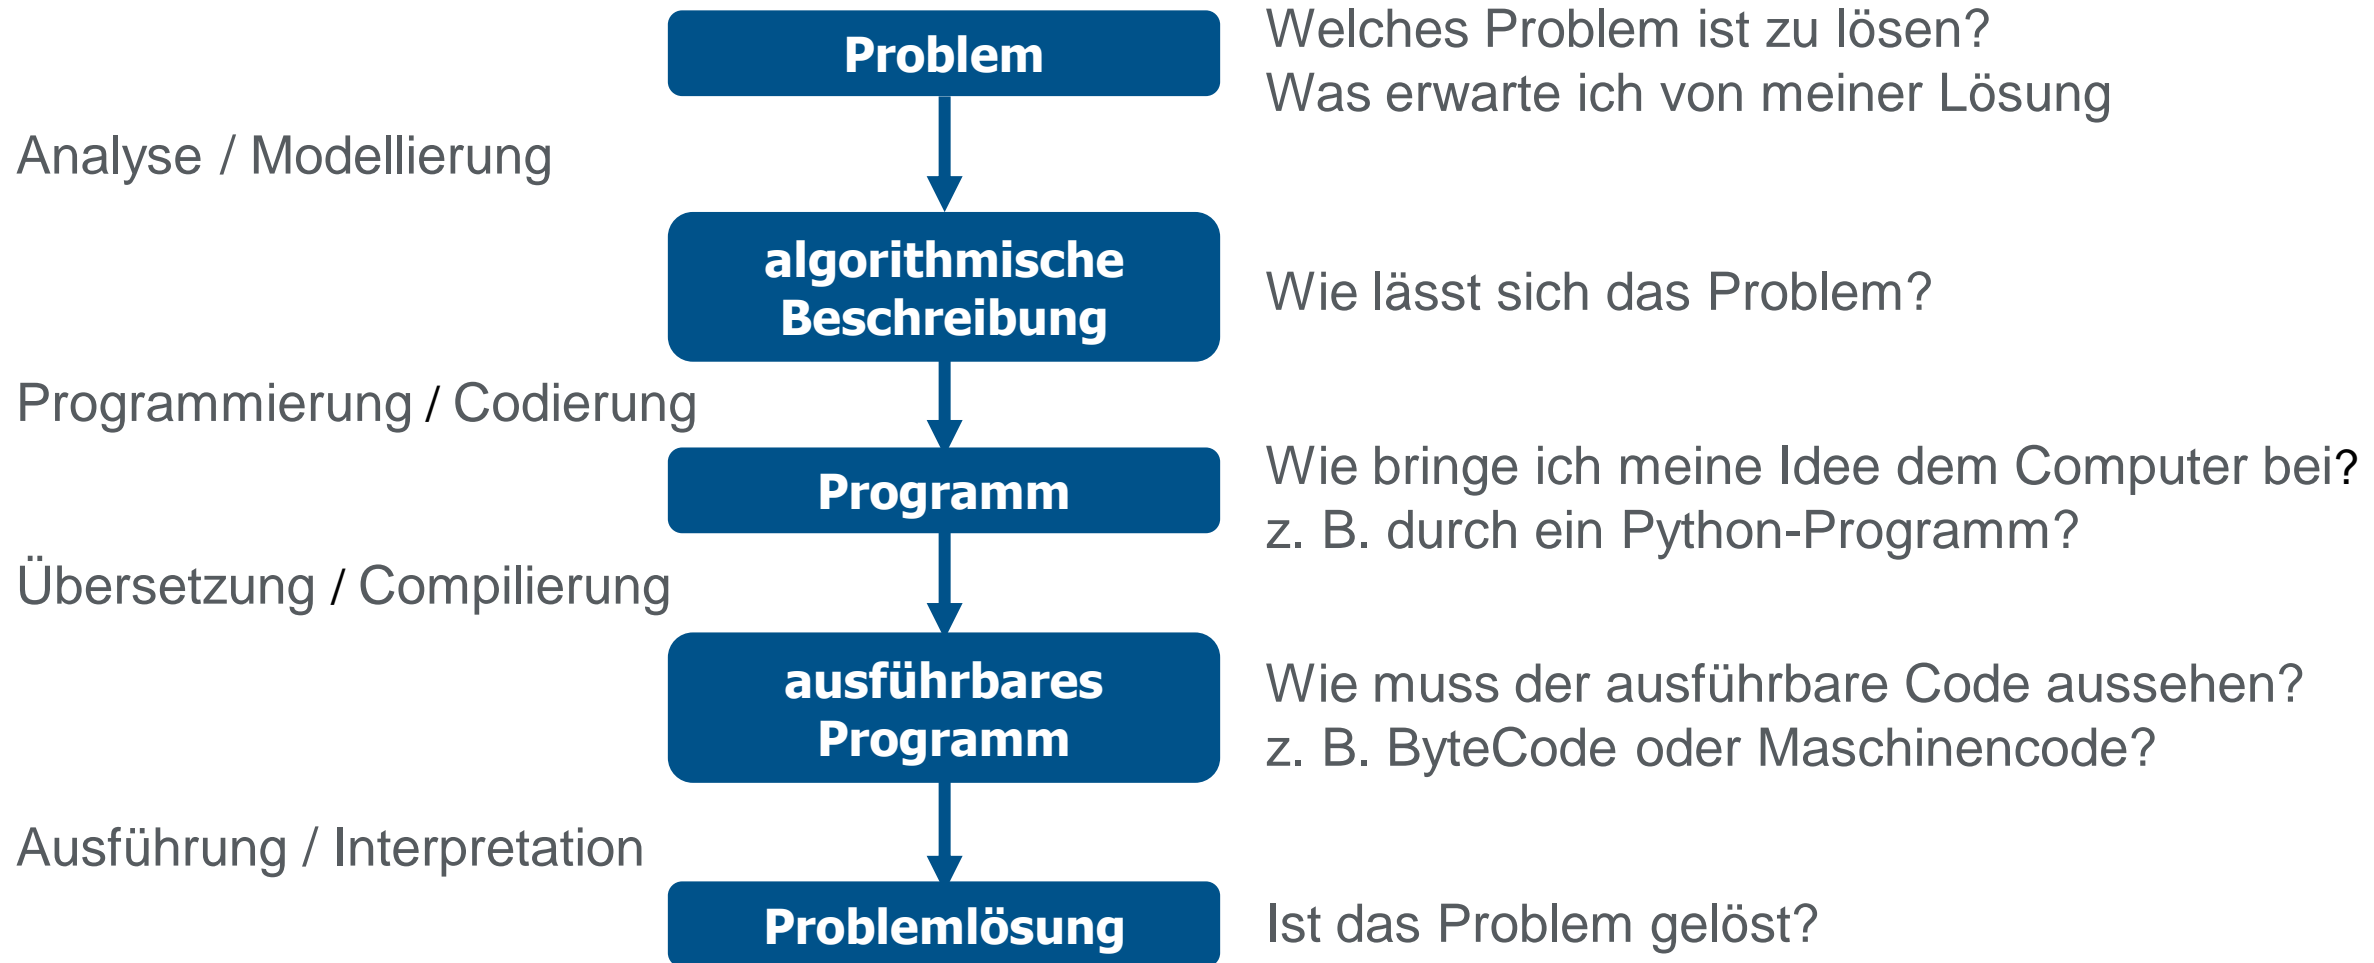 Problem
Welches Problem ist zu lösen?
Was erwarte ich von meiner Lösung
Analyse / Modellierung
algorithmische
Beschreibung
Wie lässt sich das Problem?
Programmierung / Codierung
Programm
Wie bringe ich meine Idee dem Computer bei?
z. B. durch ein Python-Programm?
Übersetzung / Compilierung
ausführbares
Programm
Wie muss der ausführbare Code aussehen?
z. B. ByteCode oder Maschinencode?
Ausführung / Interpretation
Problemlösung
Ist das Problem gelöst?